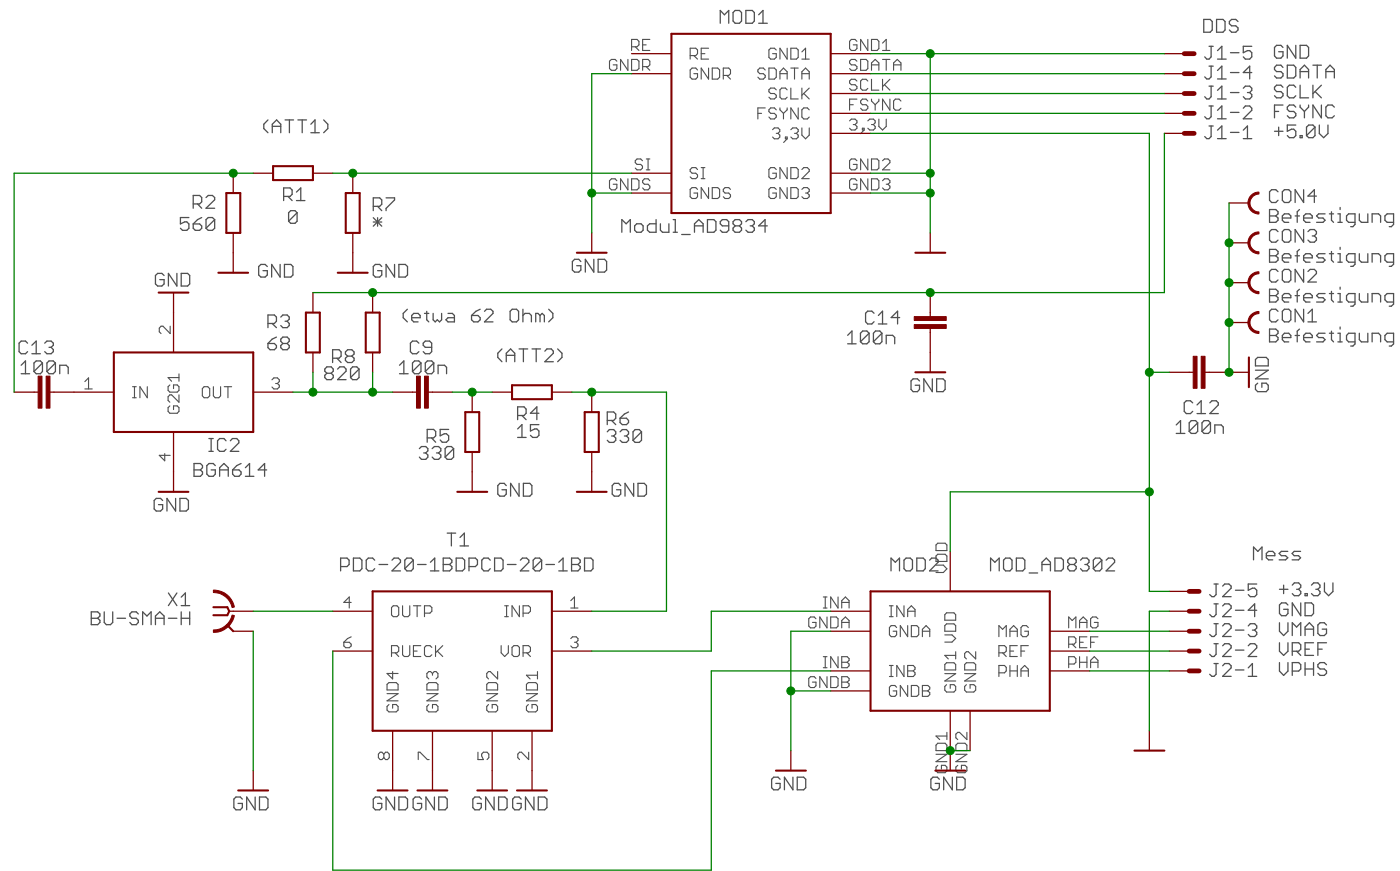 MOD1
DDS
RE
RE
GND1
GND1
J1-5 GND
GNDR
GNDR
SDATA
SDATA
J1-4 SDATA
SCLK
SCLK
J1-3 SCLK
FSYNC
FSYNC
J1-2 FSYNC
3,3V
3,3V
J1-1 +5.0V
(ATT1)
SI
SI
GND2
GND2
GNDS
GNDS
GND3
GND3
Modul_AD9834
R2
560
R1
0
R7
*
CON4
Befestigung
CON3
Befestigung
CON2
Befestigung
CON1
Befestigung
GND
GND
GND
GND
2
R3
68
R8
820
(etwa 62 Ohm)
C14
100n
C13
100n
C9
100n
(ATT2)
GND
GND
1
IN
G2
G1
OUT
3
R4
15
C12
100n
R5
330
R6
330
4
IC2
BGA614
GND
GND
GND
T1
PDC-20-1BDPCD-20-1BD
VDD
MOD2
MOD_AD8302
Mess
X1
BU-SMA-H
4
OUTP
INP
1
6
RUECK
VOR
3
GND4
GND3
GND2
GND1
8
7
5
2
GND
GND
GND
GND
GND
INA
INA
GNDA
GNDA
VDD
INB
INB
GNDB
GNDB
GND1
GND2
MAG
MAG
REF
REF
PHA
PHA
GND1
GND2
GND
GND
J2-5 +3.3V
J2-4 GND
J2-3 VMAG
J2-2 VREF
J2-1 VPHS